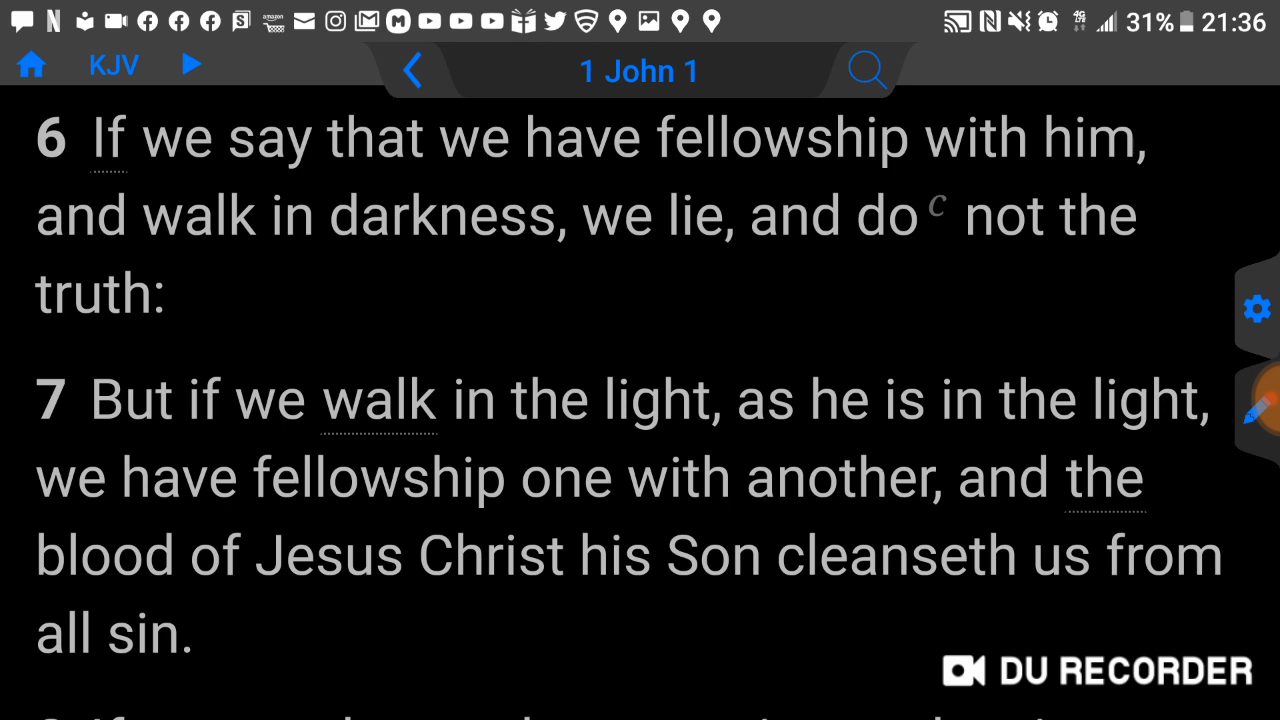 31% 21:36
KJV 1 John 1
6 If we say that we have fellowship with him,
and walk in darkness, we lie, and do c not the
truth:
7 But if we walk in the light, as he is in the light,
we have fellowship one with another, and the
blood of Jesus Christ his Son cleanseth us from
all sin.
DU RECORDER